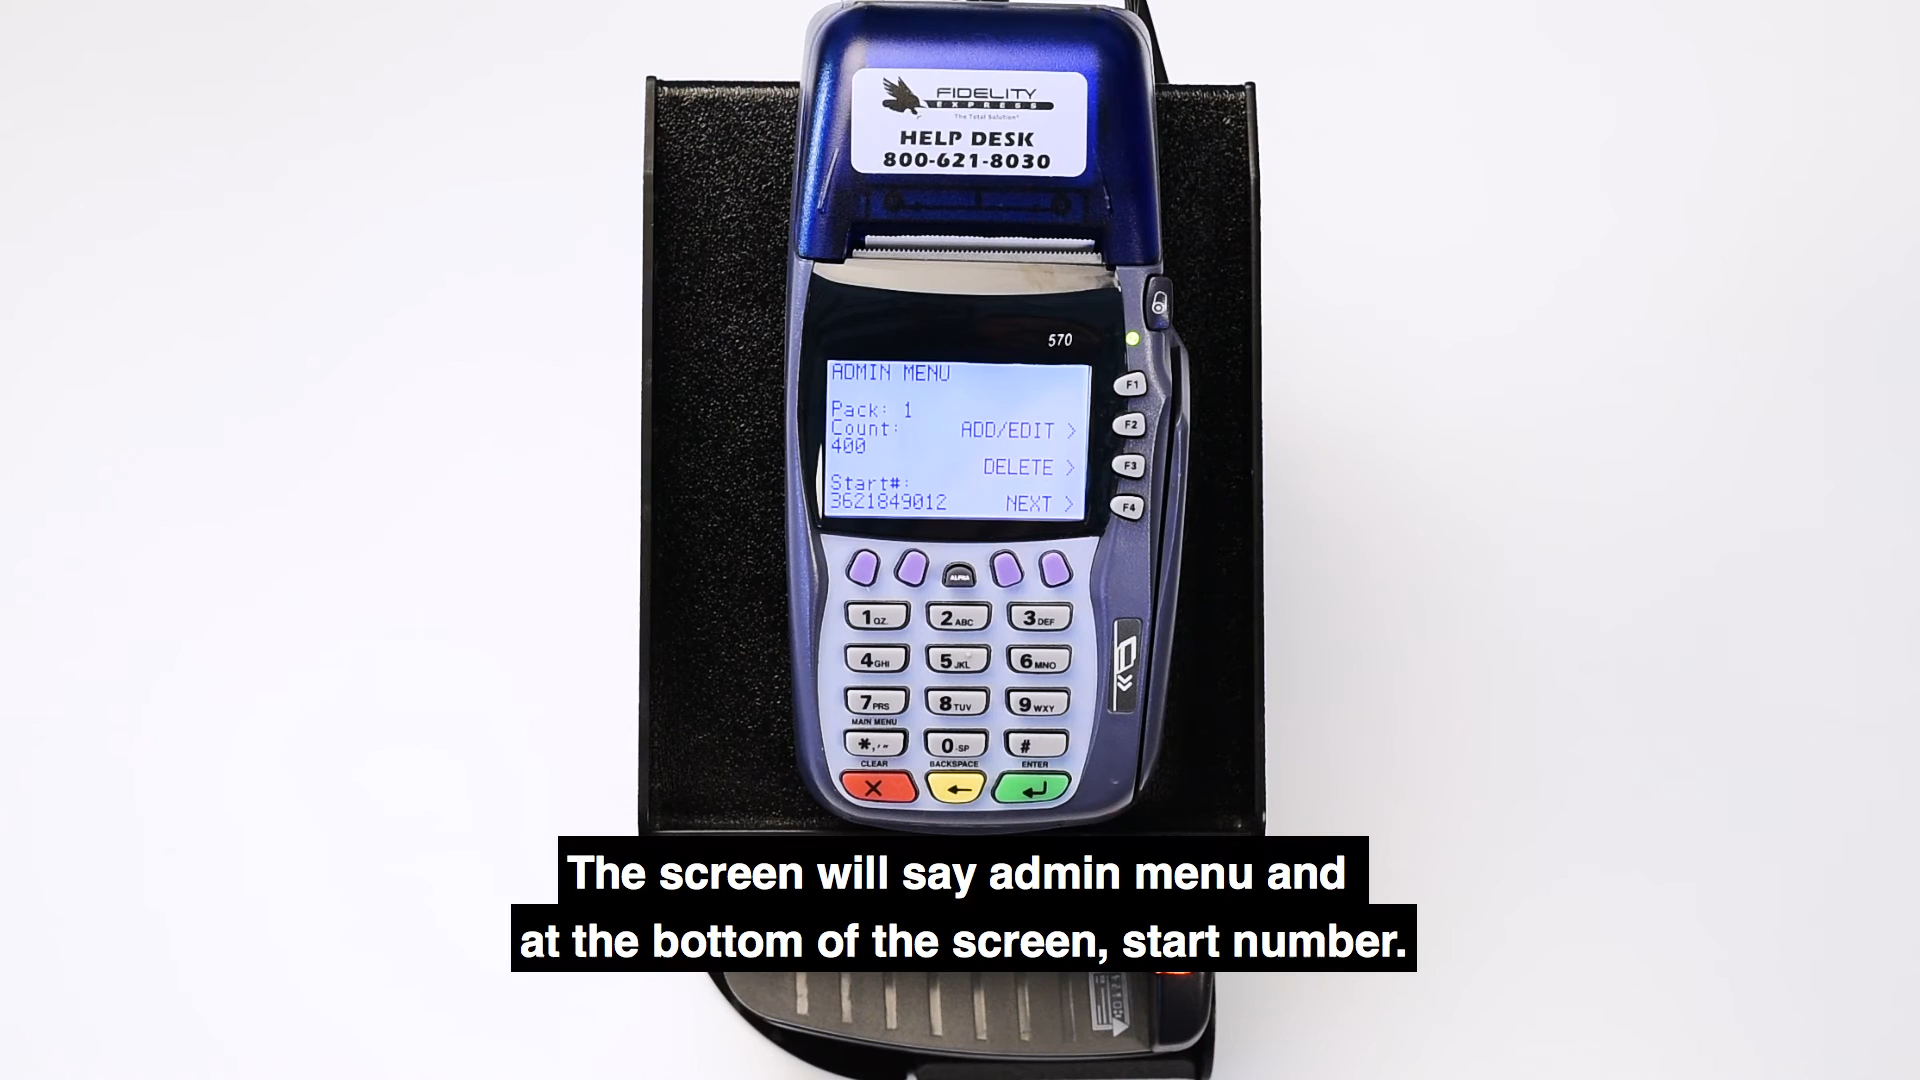 FIDELITY
EXPRESS
The Total Solution®
HELP DESK
800-621-8030
570
ADMIN MENU
Pack: 1
Count:
400
ADD/EDIT >
DELETE >
Start#:
3621849012
NEXT >
F1
F2
F3
F4
ALPHA
1 QZ.
2 ABC
3 DEF
4 GHI
5 JKL
6 MNO
7 PRS
8 TUV
9 WXY
MAIN MENU
*,'"
0 -SP
#
CLEAR
BACKSPACE
ENTER
The screen will say admin menu and
at the bottom of the screen, start number.